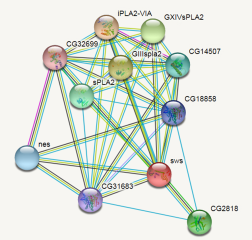 iPLA2-VIA
GXIVsPLA2
CG32699
GIIIspla2
CG14507
sPLA2
CG18858
nes
sws
CG31683
CG2818